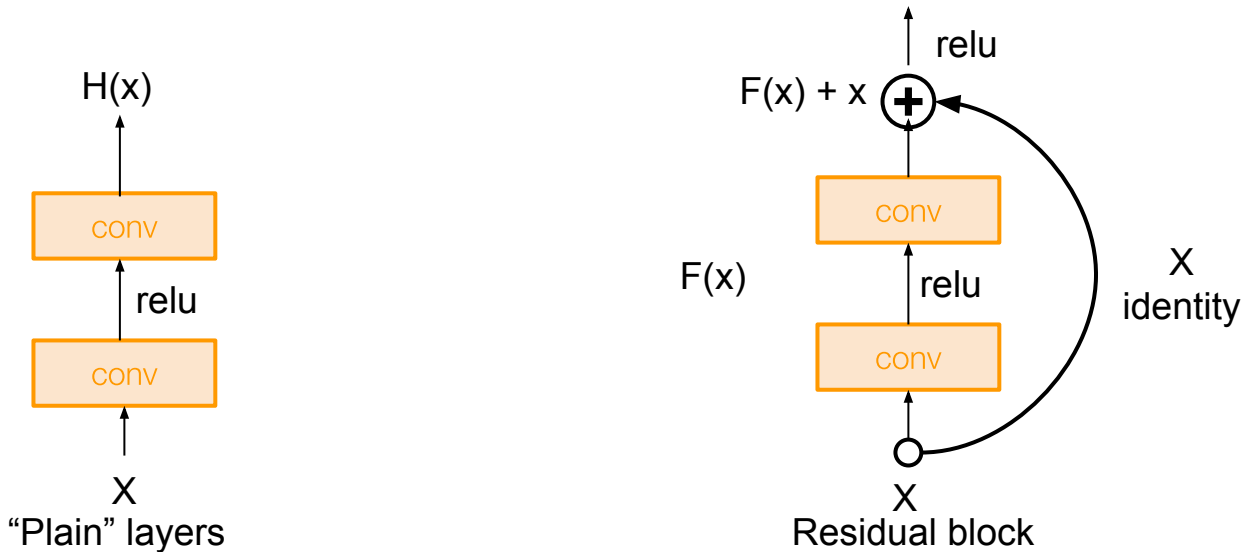 H(x)
conv
relu
conv
X
“Plain” layers
relu
F(x) + x
conv
F(x)
relu
X
identity
conv
X
Residual block